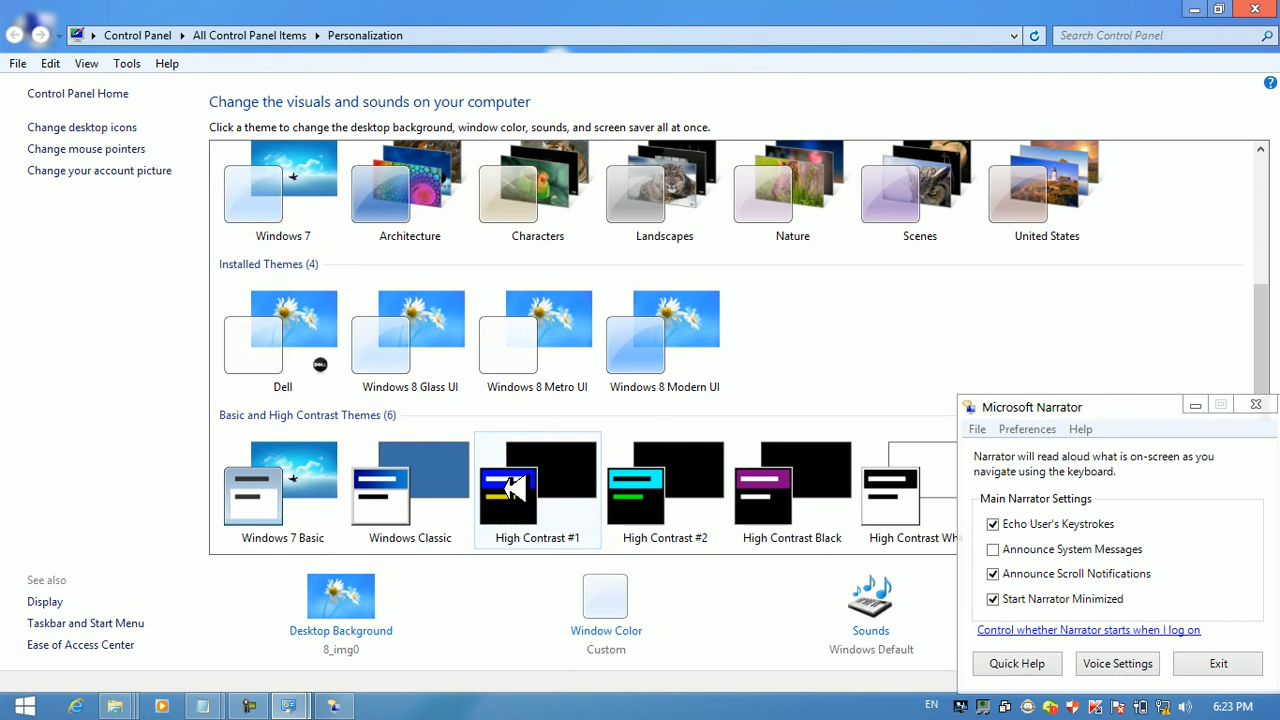 Control Panel
All Control Panel Items
Personalization
Search Control Panel
File
Edit
View
Tools
Help
Control Panel Home
Change desktop icons
Change mouse pointers
Change your account picture
Change the visuals and sounds on your computer
Click a theme to change the desktop background, window color, sounds, and screen saver all at once.
Windows 7
Architecture
Characters
Landscapes
Nature
Scenes
United States
Installed Themes (4)
DELL
Dell
Windows 8 Glass UI
Windows 8 Metro UI
Windows 8 Modern UI
Basic and High Contrast Themes (6)
Windows 7 Basic
Windows Classic
High Contrast #1
High Contrast #2
High Contrast Black
High Contrast Wh
See also
Display
Taskbar and Start Menu
Ease of Access Center
Desktop Background
8_img0
Window Color
Custom
Sounds
Windows Default
Microsoft Narrator
File
Preferences
Help
Narrator will read aloud what is on-screen as you
navigate using the keyboard.
Main Narrator Settings
Echo User's Keystrokes
Announce System Messages
Announce Scroll Notifications
Start Narrator Minimized
Control whether Narrator starts when I log on
Quick Help
Voice Settings
Exit
EN
6:23 PM